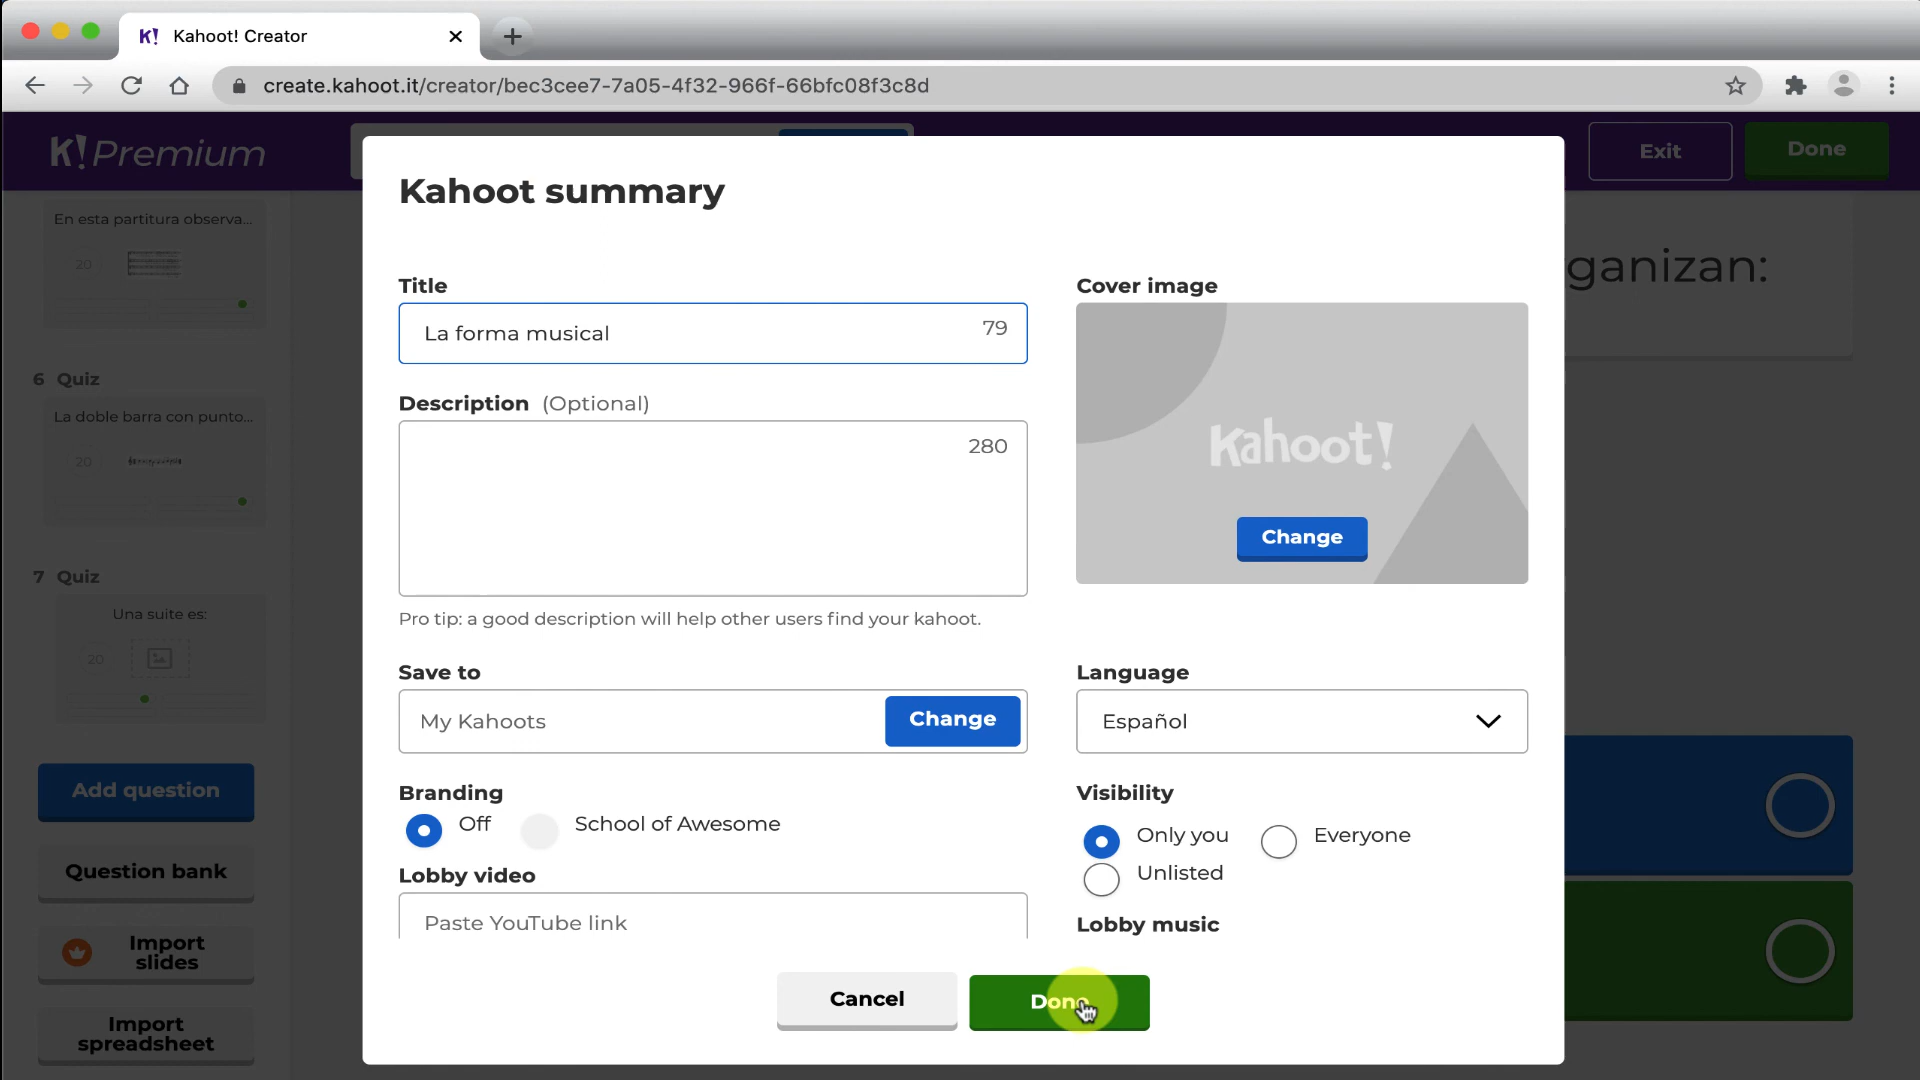 Kahoot! Creator
create.kahoot.it/creator/bec3cee7-7a05-4f32-966f-66bfc08f3c8d
K! Premium
Exit
Done
En esta partitura observa...
20
6 Quiz
La doble barra con punto...
20
7 Quiz
Una suite es:
20
Add question
Question bank
Import slides
Import spreadsheet
rganizan:
Kahoot summary
Title
La forma musical
79
Description (Optional)
280
Pro tip: a good description will help other users find your kahoot.
Cover image
Kahoot!
Change
Save to
My Kahoots
Change
Language
Español
Branding
Off
School of Awesome
Visibility
Only you
Everyone
Unlisted
Lobby video
Paste YouTube link
Lobby music
Cancel
Done